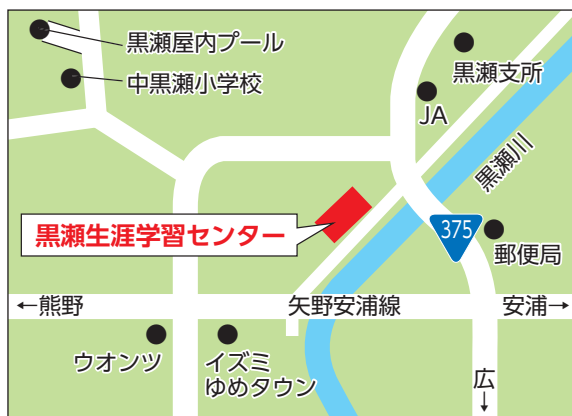 黒瀬屋内プール
中黒瀬小学校
黒瀬支所
JA
黒瀬川
黒瀬生涯学習センター
375
郵便局
←熊野
矢野安浦線
安浦→
ウオンツ
イズミ
ゆめタウン
広
↓